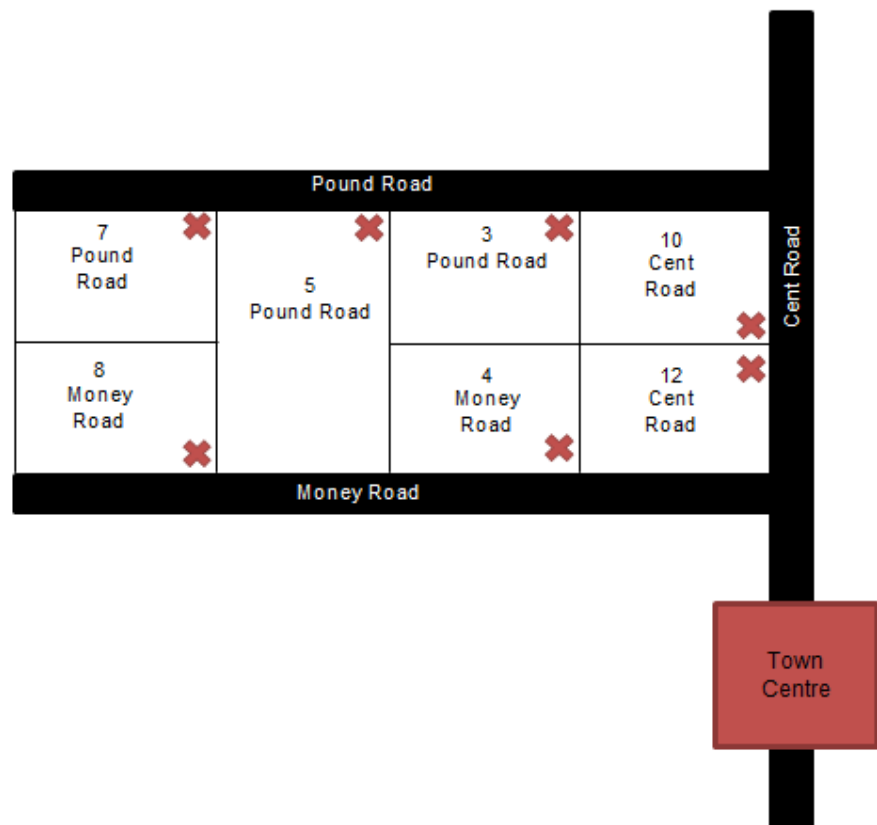 Pound Road
7
Pound
Road
5
Pound Road
3
Pound Road
10
Cent
Road
Cent Road
8
Money
Road
4
Money
Road
12
Cent
Road
Money Road
Town
Centre